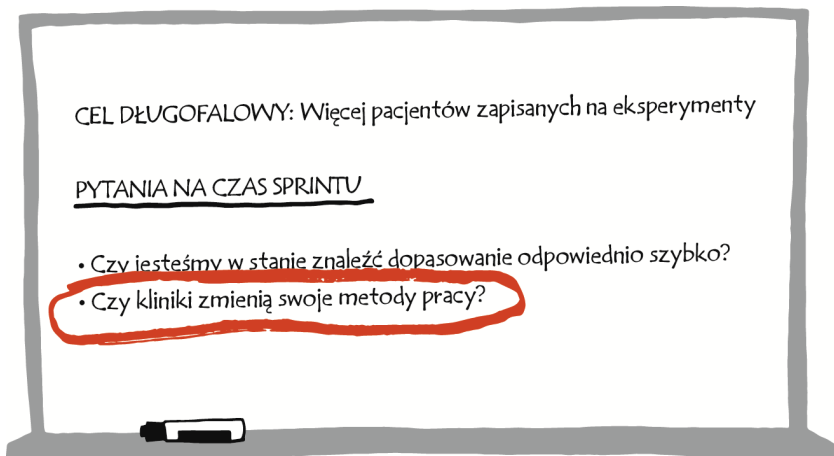 CEL DŁUGOFALOWY: Więcej pacjentów zapisanych na eksperymenty
PYTANIA NA CZAS SPRINTU
• Czy jesteśmy w stanie znaleźć dopasowanie odpowiednio szybko?
• Czy kliniki zmienią swoje metody pracy?